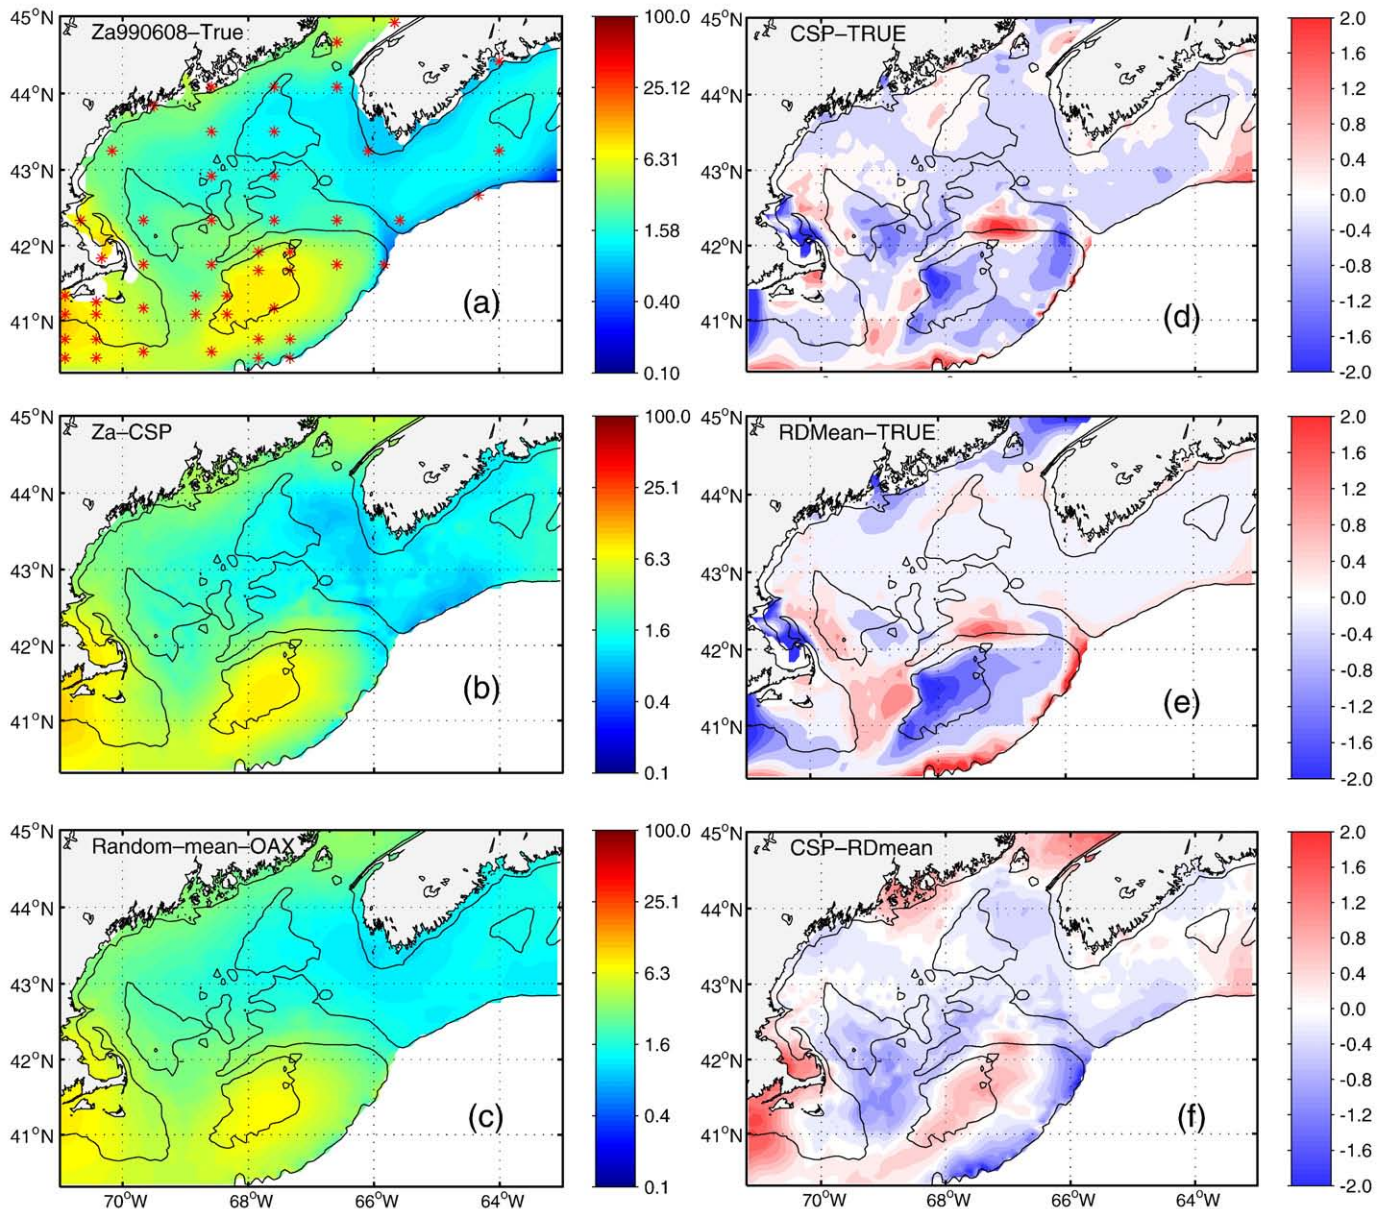 45°N
Za990608–True
44°N
43°N
42°N
41°N
(a)
100.0
25.12
6.31
1.58
0.40
0.10
CSP–TRUE
45°N
44°N
43°N
42°N
41°N
(d)
2.0
1.6
1.2
0.8
0.4
0.0
-0.4
-0.8
-1.2
-1.6
-2.0
45°N
Za–CSP
44°N
43°N
42°N
41°N
(b)
100.0
25.1
6.3
1.6
0.4
0.1
45°N
RDMean–TRUE
44°N
43°N
42°N
41°N
(e)
2.0
1.6
1.2
0.8
0.4
0.0
-0.4
-0.8
-1.2
-1.6
-2.0
45°N
Random–mean–OAX
44°N
43°N
42°N
41°N
(c)
70°W 68°W 66°W 64°W
100.0
25.1
6.3
1.6
0.4
0.1
45°N
CSP–RDmean
44°N
43°N
42°N
41°N
(f)
70°W 68°W 66°W 64°W
2.0
1.6
1.2
0.8
0.4
0.0
-0.4
-0.8
-1.2
-1.6
-2.0